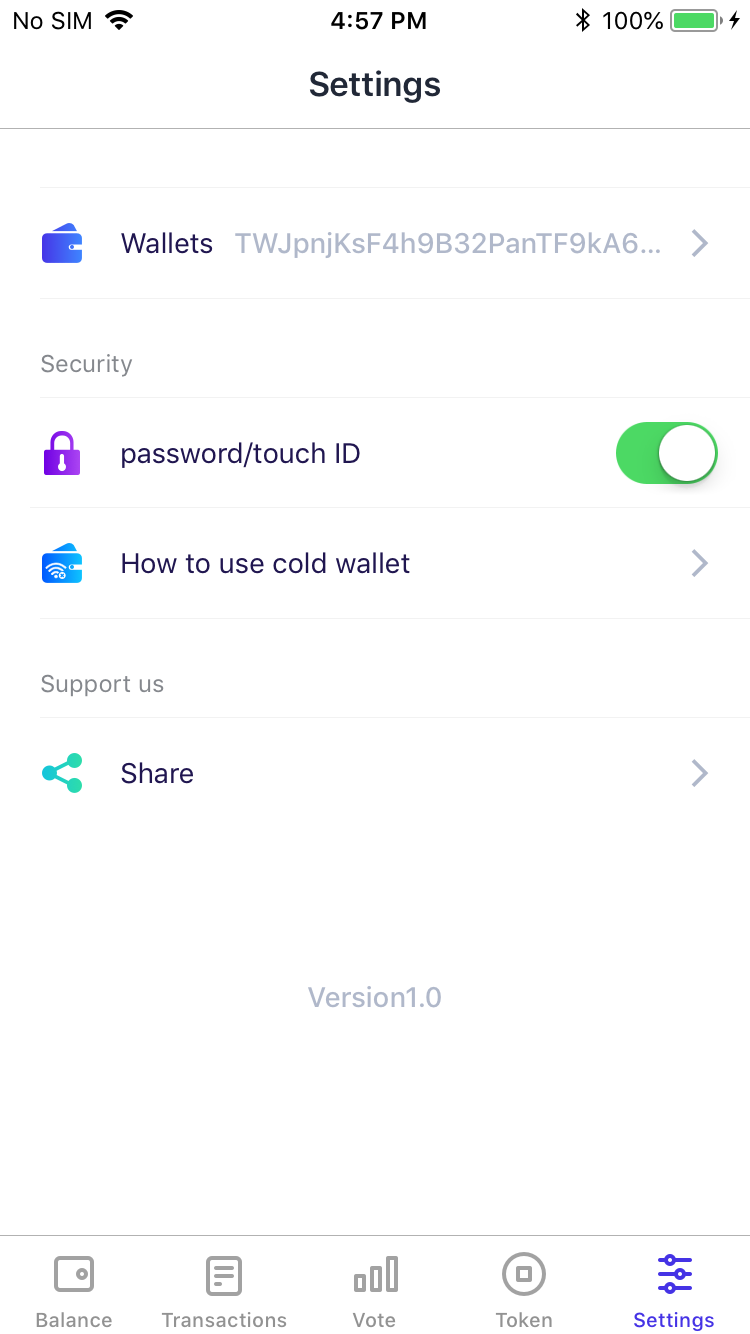 No SIM 4:57 PM 100%
Settings
Wallets TWJpnjKsF4h9B32PanTF9kA6...
Security
password/touch ID
How to use cold wallet
Support us
Share
Version1.0
Balance Transactions Vote Token Settings